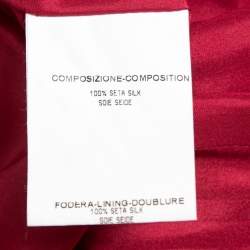 COMPOSIZIONE-COMPOSITION
100% SETA SILK
SOIE SEIDE
FODERA-LINING-DOUBLURE
100% SETA SILK
SOIE SEIDE